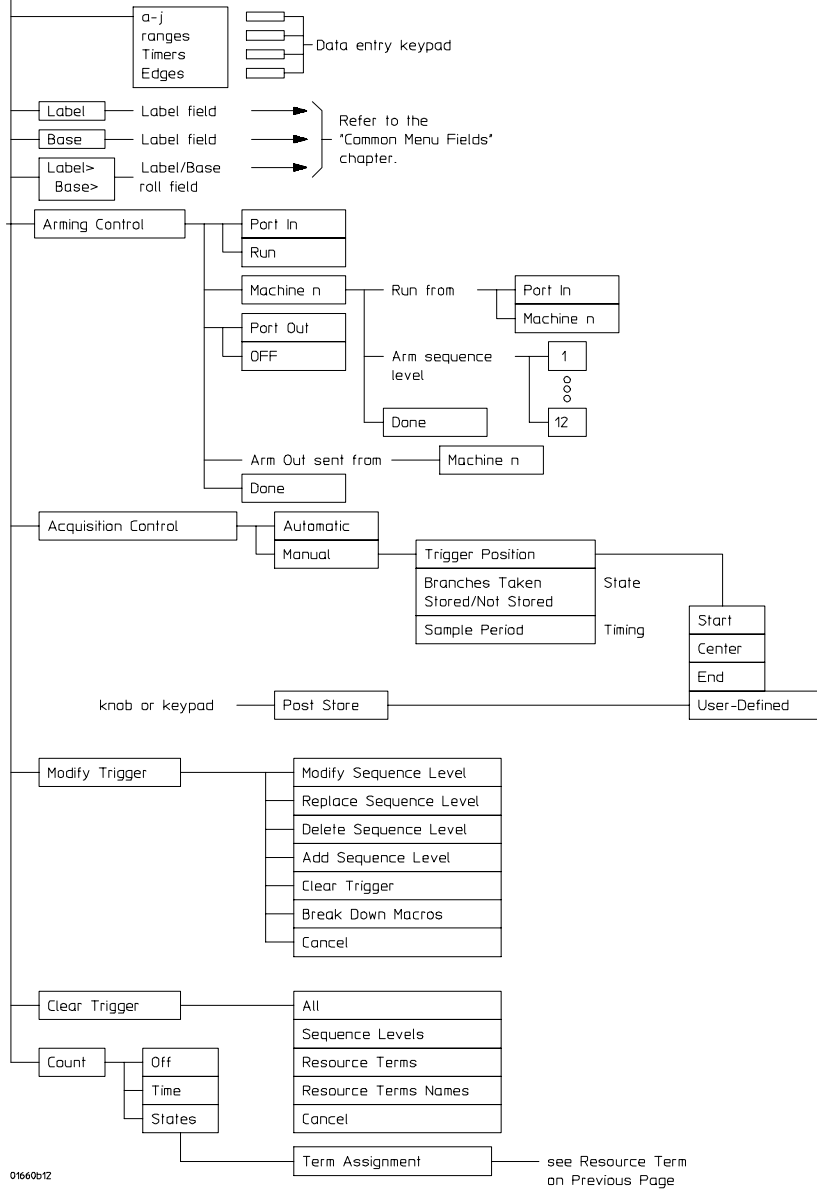 a-j
ranges
Timers
Edges
Data entry keypad
Label
Label field
Base
Label field
Label>
Base>
Label/Base
roll field
Refer to the
"Common Menu Fields"
chapter.
Arming Control
Port In
Run
Machine n
Run from
Port In
Machine n
Port Out
OFF
Arm sequence
level
1
12
Done
Arm Out sent from
Machine n
Done
Acquisition Control
Automatic
Manual
Trigger Position
Branches Taken
Stored/Not Stored
State
Sample Period
Timing
Start
Center
End
User-Defined
knob or keypad
Post Store
Modify Trigger
Modify Sequence Level
Replace Sequence Level
Delete Sequence Level
Add Sequence Level
Clear Trigger
Break Down Macros
Cancel
Clear Trigger
All
Sequence Levels
Resource Terms
Resource Terms Names
Cancel
Count
Off
Time
States
Term Assignment
see Resource Term
on Previous Page
01660b12